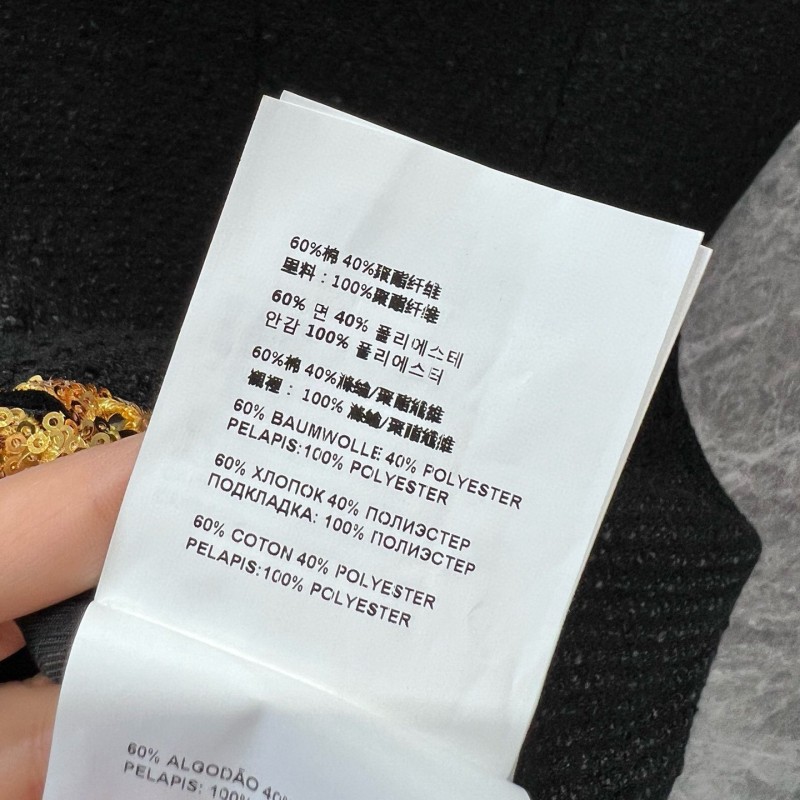 60%棉 40%聚酯纤维
里料：100%聚酯纤维
60% 면 40% 폴리에스테
안감 100% 폴리에스터
60%棉 40%滌綸/聚酯纖維
襯裡： 100% 滌綸/聚酯纖維
60% BAUMWOLLE 40% POLYESTER
PELAPIS:100% POLYESTER
60% ХЛОПОК 40% ПОЛИЭСТЕР
ПОДКЛАДКА: 100% ПОЛИЭСТЕР
60% COTON 40% POLYESTER
PELAPIS:100% POLYESTER
60% ALGODÃO 40%
PELAPIS: 100%